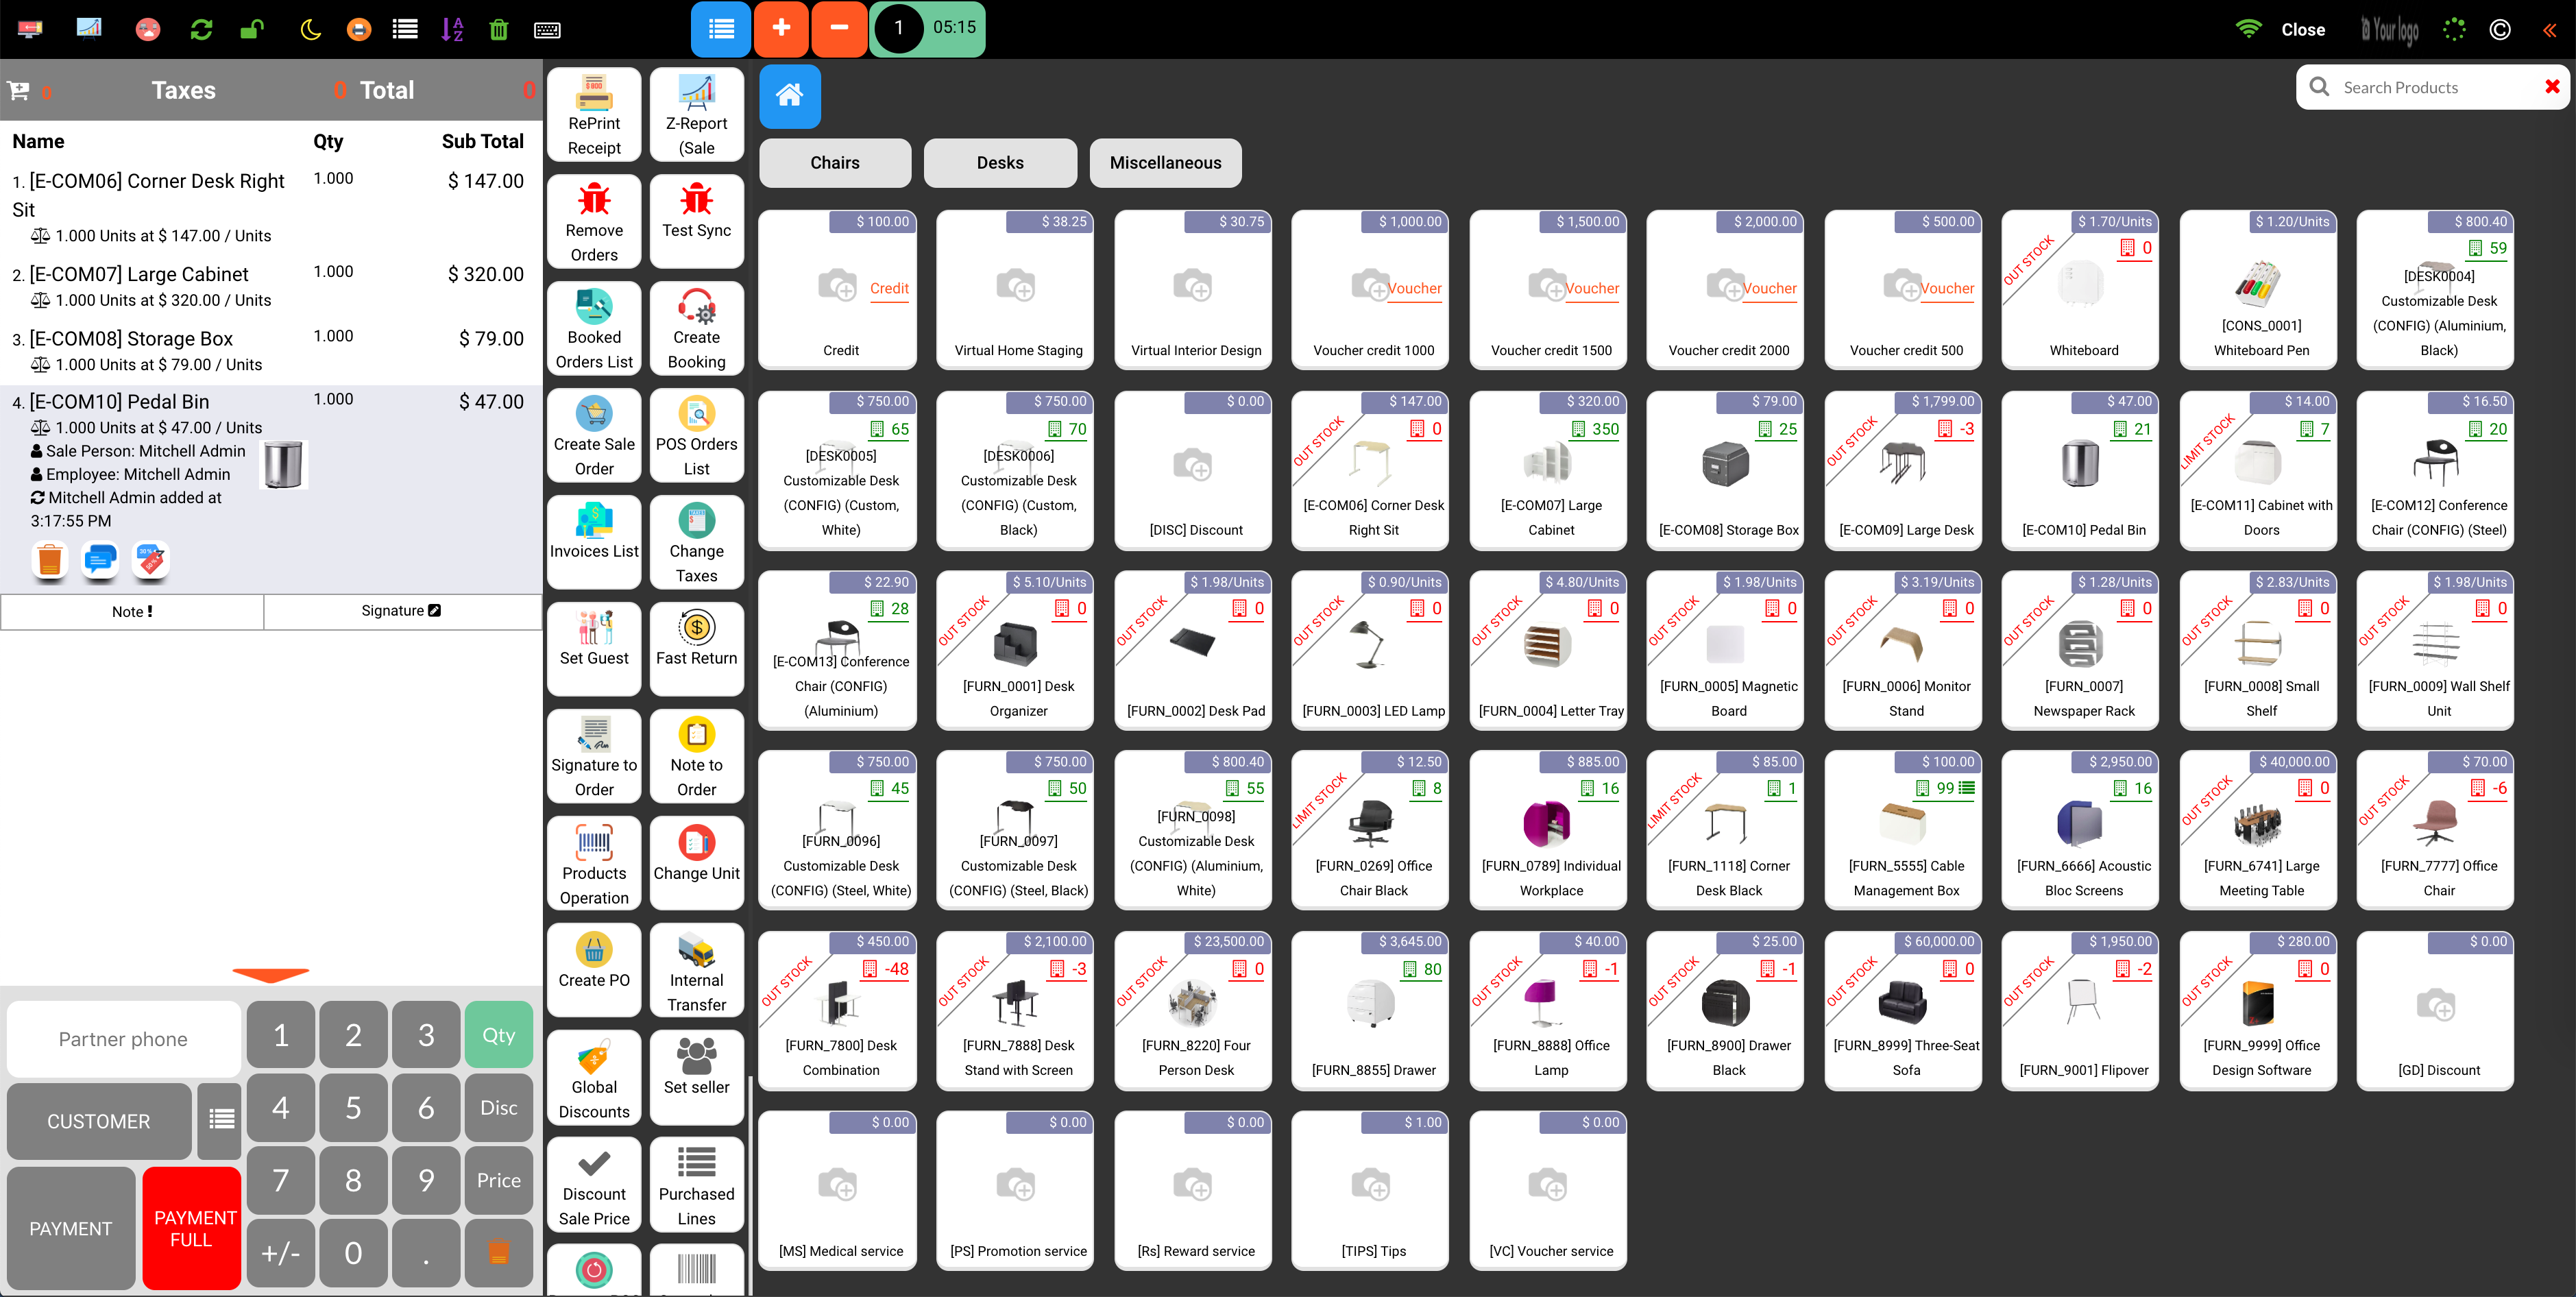 1 05:15
Close
Your logo
0 Taxes 0 Total 0
Name Qty Sub Total
1. [E-COM06] Corner Desk Right 1.000 $ 147.00
Sit
1.000 Units at $ 147.00 / Units
2. [E-COM07] Large Cabinet 1.000 $ 320.00
1.000 Units at $ 320.00 / Units
3. [E-COM08] Storage Box 1.000 $ 79.00
1.000 Units at $ 79.00 / Units
4. [E-COM10] Pedal Bin 1.000 $ 47.00
1.000 Units at $ 47.00 / Units
Sale Person: Mitchell Admin
Employee: Mitchell Admin
Mitchell Admin added at
3:17:55 PM
Note !
Signature
Partner phone
CUSTOMER
PAYMENT
PAYMENT
FULL
1 2 3 Qty
4 5 6 Disc
7 8 9 Price
+/- 0 .
RePrint
Receipt
Z-Report
(Sale
Remove
Orders
Test Sync
Booked
Orders List
Create
Booking
Create Sale
Order
POS Orders
List
Invoices List
Change
Taxes
Set Guest
Fast Return
Signature to
Order
Note to
Order
Products
Operation
Change Unit
Create PO
Internal
Transfer
Global
Discounts
Set seller
Discount
Sale Price
Purchased
Lines
Search Products
Chairs
Desks
Miscellaneous
$ 100.00
Credit
Credit
$ 38.25
Virtual Home Staging
$ 30.75
Virtual Interior Design
$ 1,000.00
Voucher
Voucher credit 1000
$ 1,500.00
Voucher
Voucher credit 1500
$ 2,000.00
Voucher
Voucher credit 2000
$ 500.00
Voucher
Voucher credit 500
$ 1.70/Units
OUT STOCK
0
Whiteboard
$ 1.20/Units
[CONS_0001]
Whiteboard Pen
$ 800.40
59
[DESK0004]
Customizable Desk
(CONFIG) (Aluminium,
Black)
$ 750.00
65
[DESK0005]
Customizable Desk
(CONFIG) (Custom,
White)
$ 750.00
70
[DESK0006]
Customizable Desk
(CONFIG) (Custom,
Black)
$ 0.00
[DISC] Discount
$ 147.00
OUT STOCK
0
[E-COM06] Corner Desk
Right Sit
$ 320.00
350
[E-COM07] Large
Cabinet
$ 79.00
25
[E-COM08] Storage Box
$ 1,799.00
OUT STOCK
-3
[E-COM09] Large Desk
$ 47.00
21
[E-COM10] Pedal Bin
$ 14.00
LIMIT STOCK
7
[E-COM11] Cabinet with
Doors
$ 16.50
20
[E-COM12] Conference
Chair (CONFIG) (Steel)
$ 22.90
28
[E-COM13] Conference
Chair (CONFIG)
(Aluminium)
$ 5.10/Units
OUT STOCK
0
[FURN_0001] Desk
Organizer
$ 1.98/Units
OUT STOCK
0
[FURN_0002] Desk Pad
$ 0.90/Units
OUT STOCK
0
[FURN_0003] LED Lamp
$ 4.80/Units
OUT STOCK
0
[FURN_0004] Letter Tray
$ 1.98/Units
OUT STOCK
0
[FURN_0005] Magnetic
Board
$ 3.19/Units
OUT STOCK
0
[FURN_0006] Monitor
Stand
$ 1.28/Units
OUT STOCK
0
[FURN_0007]
Newspaper Rack
$ 2.83/Units
OUT STOCK
0
[FURN_0008] Small
Shelf
$ 1.98/Units
OUT STOCK
0
[FURN_0009] Wall Shelf
Unit
$ 750.00
45
[FURN_0096]
Customizable Desk
(CONFIG) (Steel, White)
$ 750.00
50
[FURN_0097]
Customizable Desk
(CONFIG) (Steel, Black)
$ 800.40
55
[FURN_0098]
Customizable Desk
(CONFIG) (Aluminium,
White)
$ 12.50
LIMIT STOCK
8
[FURN_0269] Office
Chair Black
$ 885.00
16
[FURN_0789] Individual
Workplace
$ 85.00
LIMIT STOCK
1
[FURN_1118] Corner
Desk Black
$ 100.00
99
[FURN_5555] Cable
Management Box
$ 2,950.00
16
[FURN_6666] Acoustic
Bloc Screens
$ 40,000.00
OUT STOCK
0
[FURN_6741] Large
Meeting Table
$ 70.00
OUT STOCK
-6
[FURN_7777] Office
Chair
$ 450.00
OUT STOCK
-48
[FURN_7800] Desk
Combination
$ 2,100.00
OUT STOCK
-3
[FURN_7888] Desk
Stand with Screen
$ 23,500.00
OUT STOCK
0
[FURN_8220] Four
Person Desk
$ 3,645.00
80
[FURN_8855] Drawer
$ 40.00
OUT STOCK
-1
[FURN_8888] Office
Lamp
$ 25.00
OUT STOCK
-1
[FURN_8900] Drawer
Black
$ 60,000.00
OUT STOCK
0
[FURN_8999] Three-Seat
Sofa
$ 1,950.00
OUT STOCK
-2
[FURN_9001] Flipover
$ 280.00
OUT STOCK
0
[FURN_9999] Office
Design Software
$ 0.00
[GD] Discount
$ 0.00
[MS] Medical service
$ 0.00
[PS] Promotion service
$ 0.00
[Rs] Reward service
$ 1.00
[TIPS] Tips
$ 0.00
[VC] Voucher service